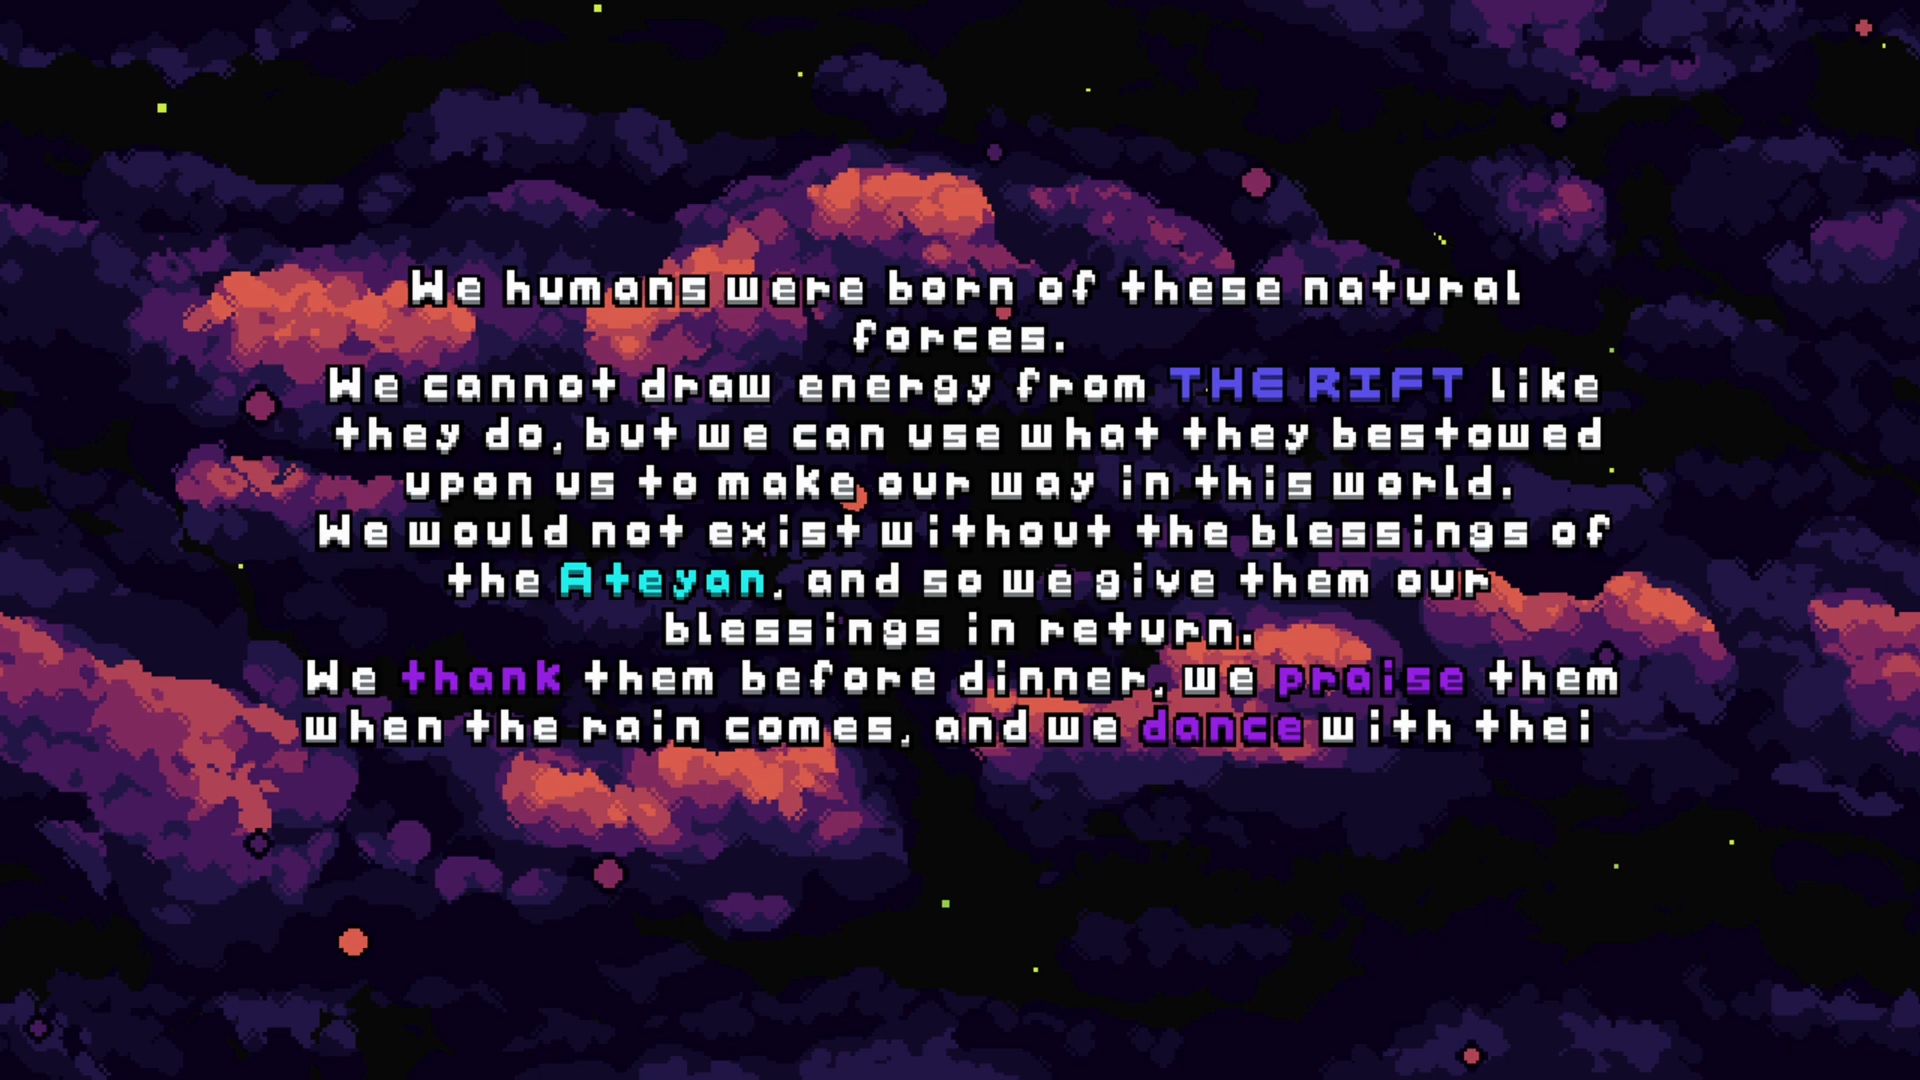 We humans were born of these natural
forces.
We cannot draw energy from THE RIFT like
they do, but we can use what they bestowed
upon us to make our way in this world.
We would not exist without the blessings of
the Ateyan, and so we give them our
blessings in return.
We thank them before dinner, we praise them
when the rain comes, and we dance with thei